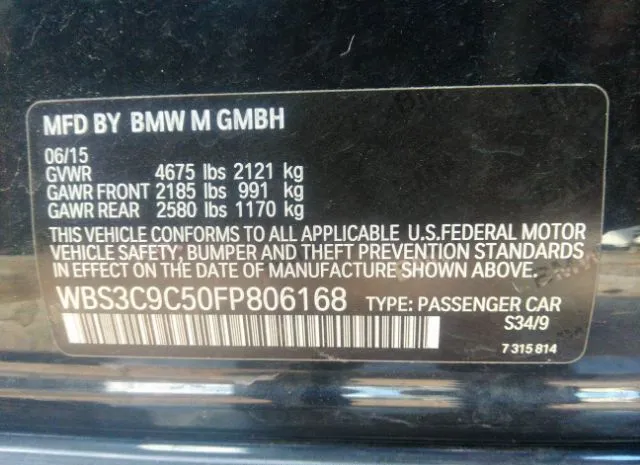 MFD BY BMW M GMBH
06/15
GVWR 4675 lbs 2121 kg
GAWR FRONT 2185 lbs 991 kg
GAWR REAR 2580 lbs 1170 kg
THIS VEHICLE CONFORMS TO ALL APPLICABLE U.S.FEDERAL MOTOR
VEHICLE SAFETY, BUMPER AND THEFT PREVENTION STANDARDS
IN EFFECT ON THE DATE OF MANUFACTURE SHOWN ABOVE.
WBS3C9C50FP806168 TYPE: PASSENGER CAR
S34/9
7 315 814